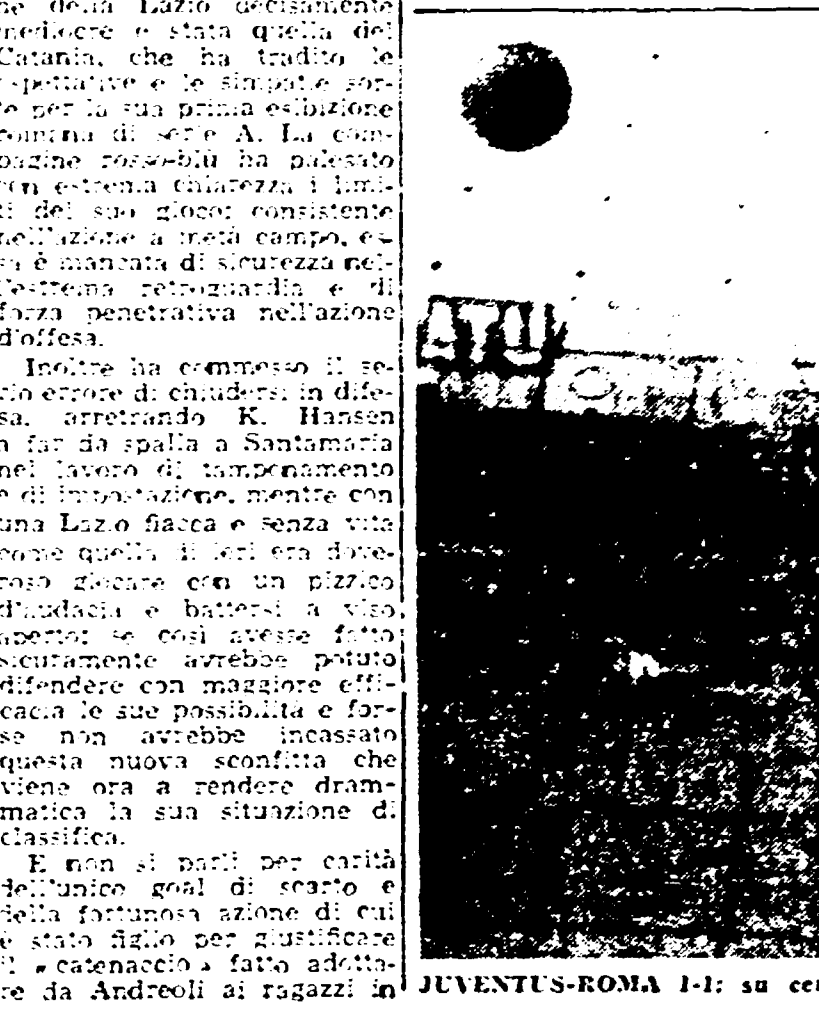 ne della Lazio decisamente
mediocre e stata quella del
Catania, che ha tradito le
spettative e le simpatie sor-
te per la sua prima esibizione
romana di serie A. La com-
pagine rosso-blù ha palesato
con estrema chiarezza i limi-
ti del suo gioco: consistente
nell'azione a metà campo, es-
sa è mancata di sicurezza nel-
l'estrema retroguardia e di
forza penetrativa nell'azione
d'offesa.
Inoltre ha commesso il se-
rio errore di chiudersi in dife-
sa, arretrando K. Hansen
a far da spalla a Santamaria
nel lavoro di tamponamento
e di impostazione, mentre con
una Lazio fiacca e senza vita
come quella di ieri era dove-
roso giocare con un pizzico
d'audacia e battersi a viso
aperto: se così avesse fatto
sicuramente avrebbe potuto
difendere con maggiore effi-
cacia le sue possibilità e for-
se non avrebbe incassato
questa nuova sconfitta che
viene ora a rendere dram-
matica la sua situazione di
classifica.
E non si parli per carità
dell'unico goal di scarto e
della fortunosa azione di cui
è stato figlio per giustificare
il « catenaccio » fatto adotta-
re da Andreoli ai ragazzi in
ATU
JUVENTUS-ROMA 1-1: su